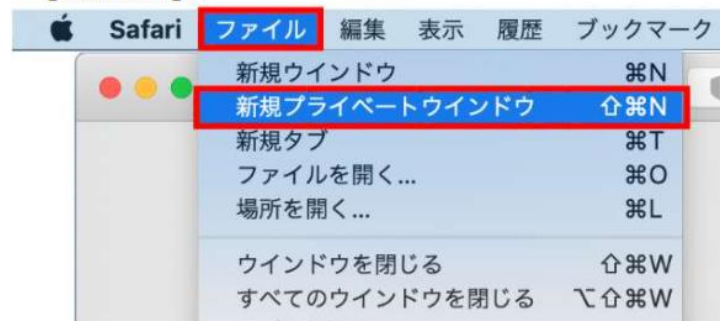 Safari ファイル 編集 表示 履歴 ブックマーク
新規ウインドウ ⌘N
新規プライベートウインドウ ⇧⌘N
新規タブ ⌘T
ファイルを開く... ⌘O
場所を開く... ⌘L
ウインドウを閉じる ⇧⌘W
すべてのウインドウを閉じる ⌥⇧⌘W